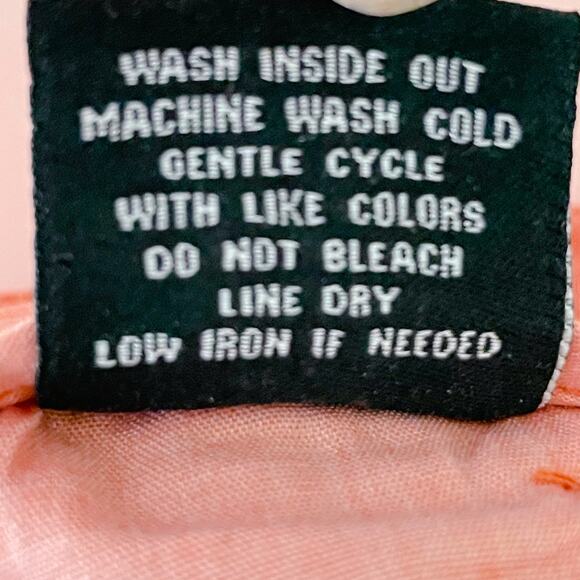 WASH INSIDE OUT
MACHINE WASH COLD
GENTLE CYCLE
WITH LIKE COLORS
DO NOT BLEACH
LINE DRY
LOW IRON IF NEEDED